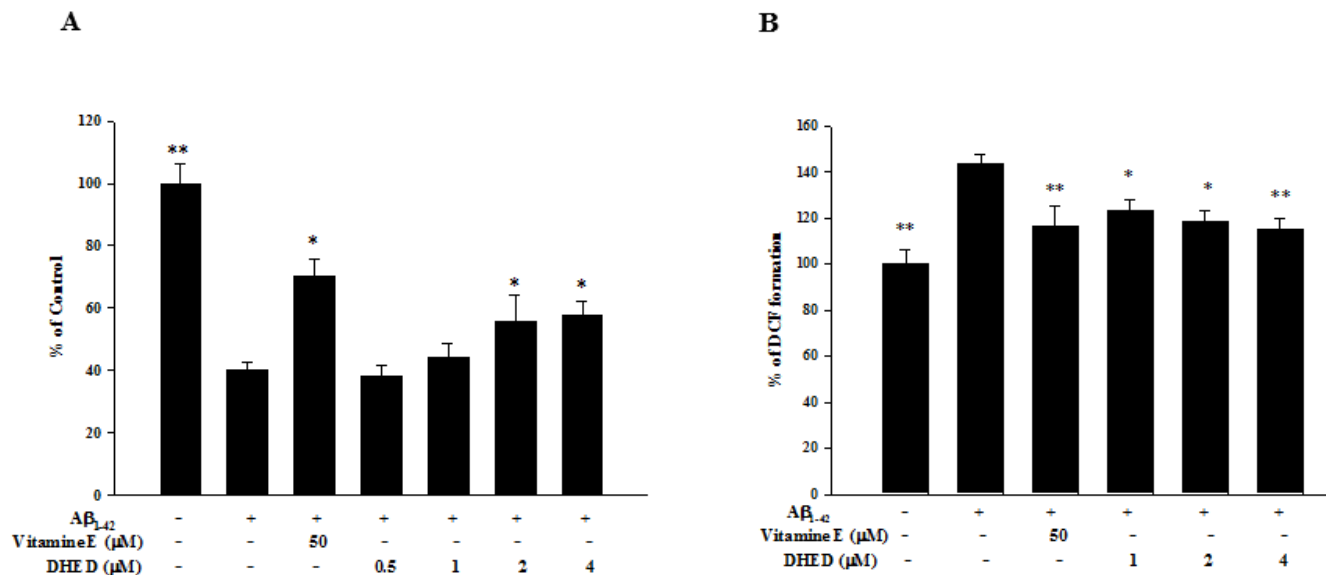 A
B
120
100
80
60
40
20
0
% of Control
** * * *
Aβ1-42 - + + + + + +
Vitamine E (μM) - - 50 - - - -
DHED (μM) - - - 0.5 1 2 4
160
140
120
100
80
60
40
20
0
% of DCF formation
** ** * * **
Aβ1-42 - + + + + +
Vitamine E (μM) - - 50 - - -
DHED (μM) - - - 1 2 4